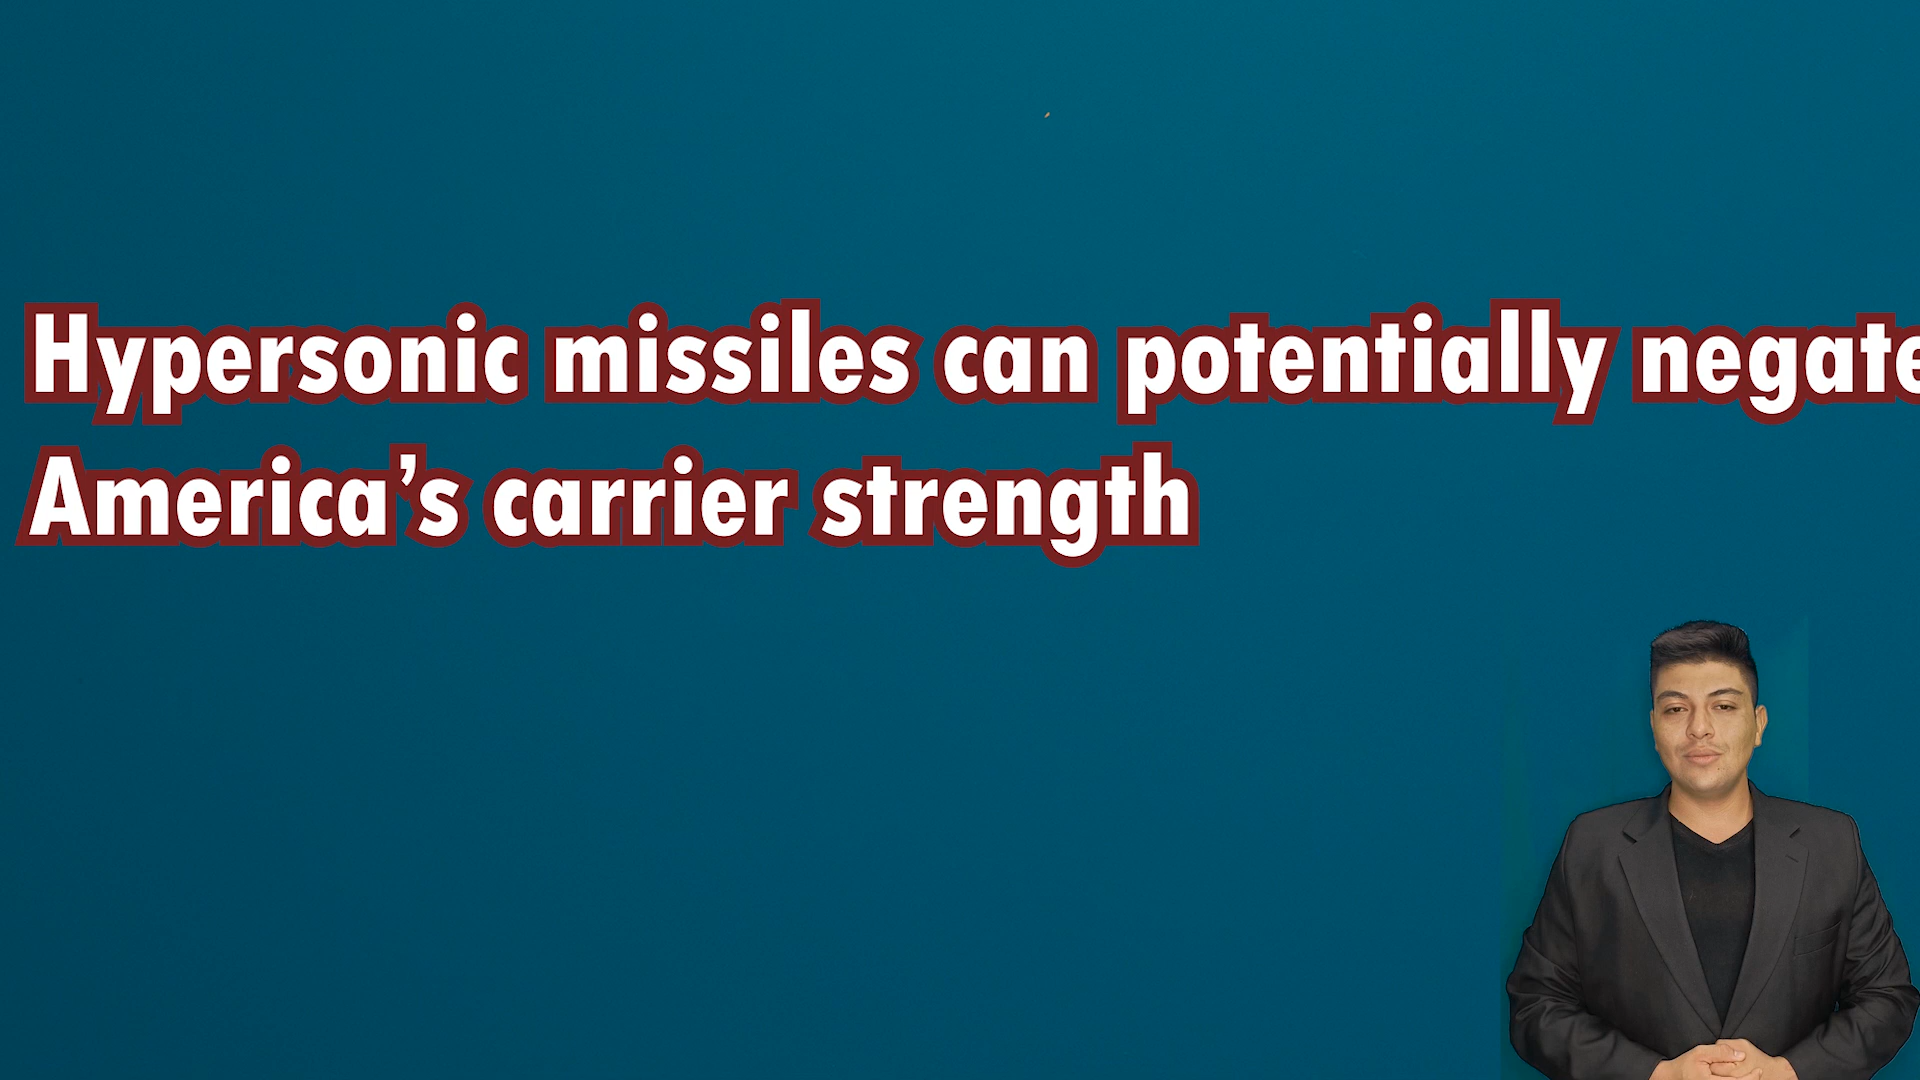 Hypersonic missiles can potentially negate
America’s carrier strength